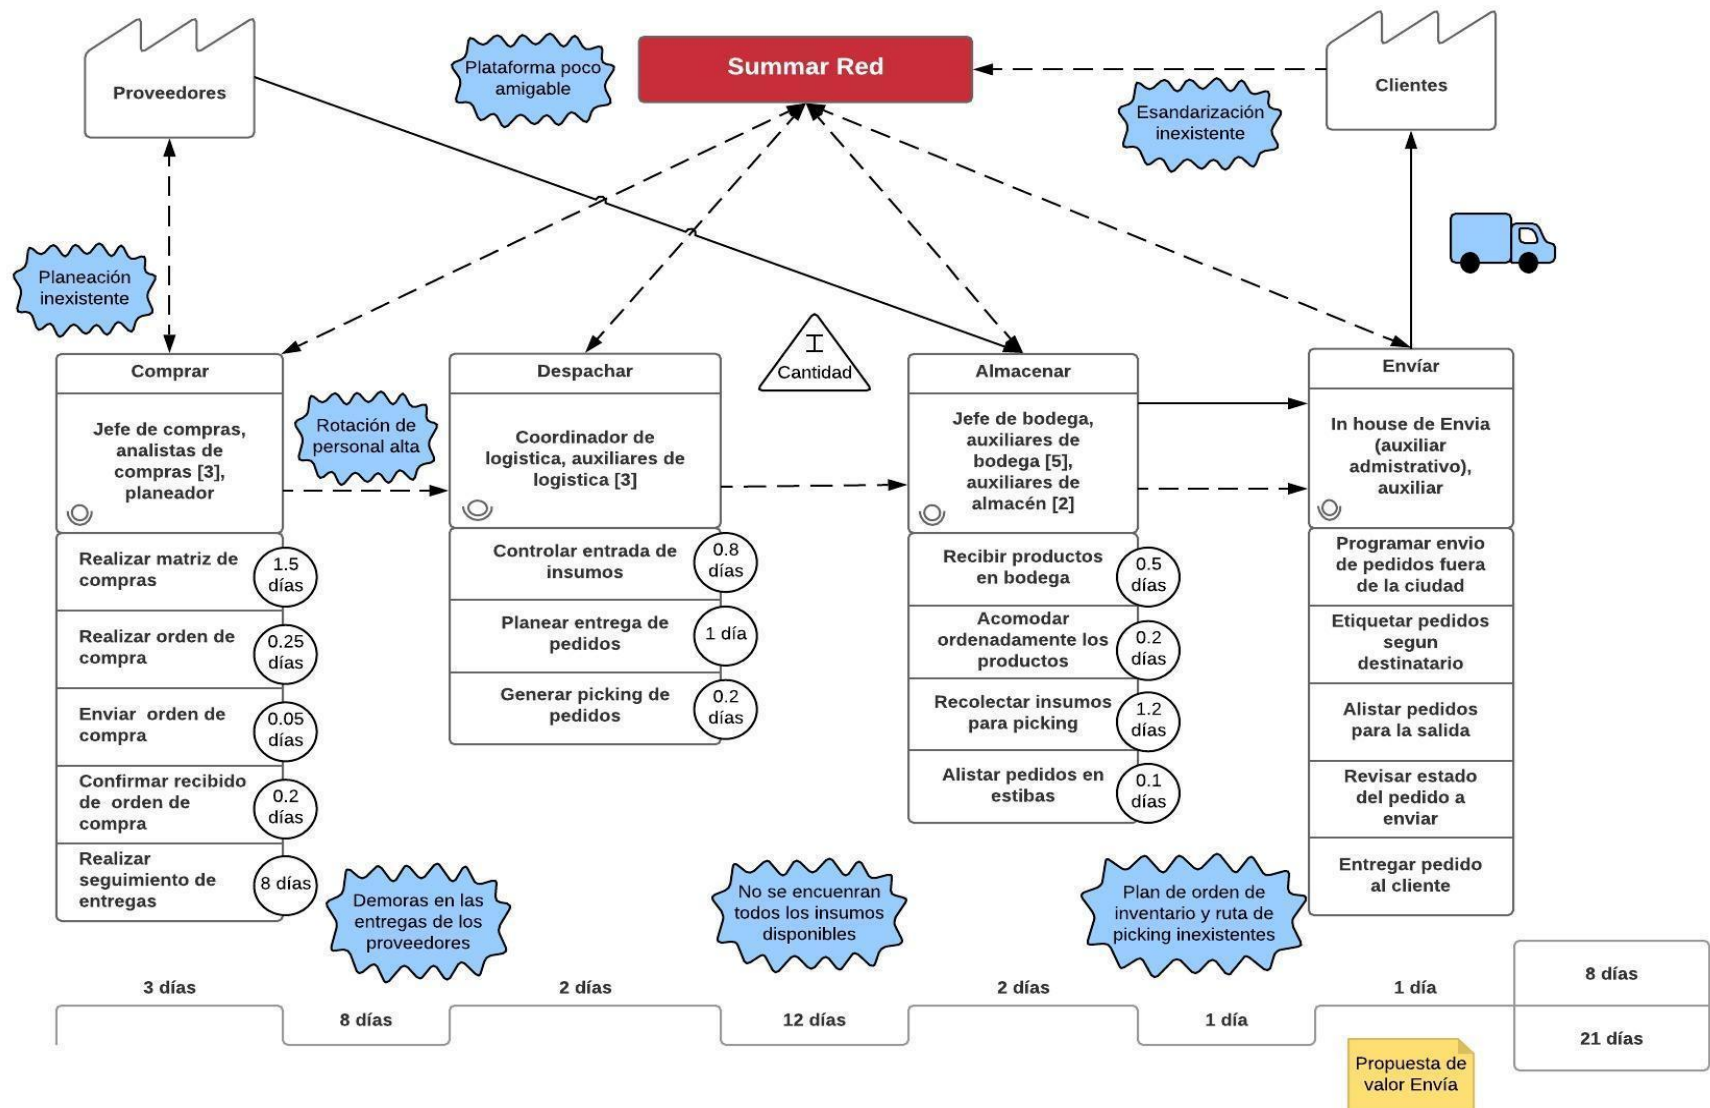 Proveedores
Plataforma poco
amigable
Summar Red
Clientes
Esandarización
inexistente
Planeación
inexistente
Comprar
Jefe de compras,
analistas de
compras [3],
planeador
Realizar matriz de
compras
1.5
días
Realizar orden de
compra
0.25
días
Enviar orden de
compra
0.05
días
Confirmar recibido
de orden de
compra
0.2
días
Realizar
seguimiento de
entregas
8 días
Rotación de
personal alta
Despachar
Coordinador de
logistica, auxiliares de
logistica [3]
Controlar entrada de
insumos
0.8
días
Planear entrega de
pedidos
1 día
Generar picking de
pedidos
0.2
días
I
Cantidad
Almacenar
Jefe de bodega,
auxiliares de
bodega [5],
auxiliares de
almacén [2]
Recibir productos
en bodega
0.5
días
Acomodar
ordenadamente los
productos
0.2
días
Recolectar insumos
para picking
1.2
días
Alistar pedidos en
estibas
0.1
días
Envíar
In house de Envia
(auxiliar
admistrativo),
auxiliar
Programar envio
de pedidos fuera
de la ciudad
Etiquetar pedidos
segun
destinatario
Alistar pedidos
para la salida
Revisar estado
del pedido a
enviar
Entregar pedido
al cliente
Demoras en las
entregas de los
proveedores
No se encuenran
todos los insumos
disponibles
Plan de orden de
inventario y ruta de
picking inexistentes
3 días
8 días
2 días
12 días
2 días
1 día
1 día
8 días
21 días
Propuesta de
valor Envía